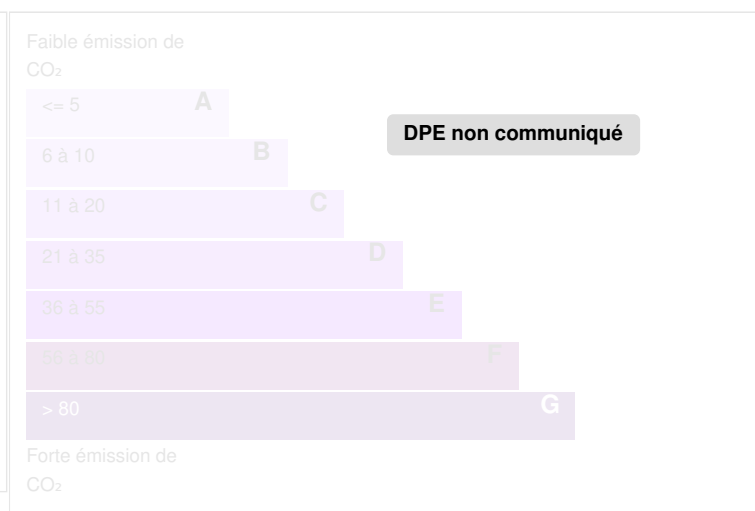 Faible émission de
CO₂
<= 5 A
DPE non communiqué
6 à 10 B
11 à 20 C
21 à 35 D
36 à 55 E
56 à 80 F
> 80 G
Forte émission de
CO₂